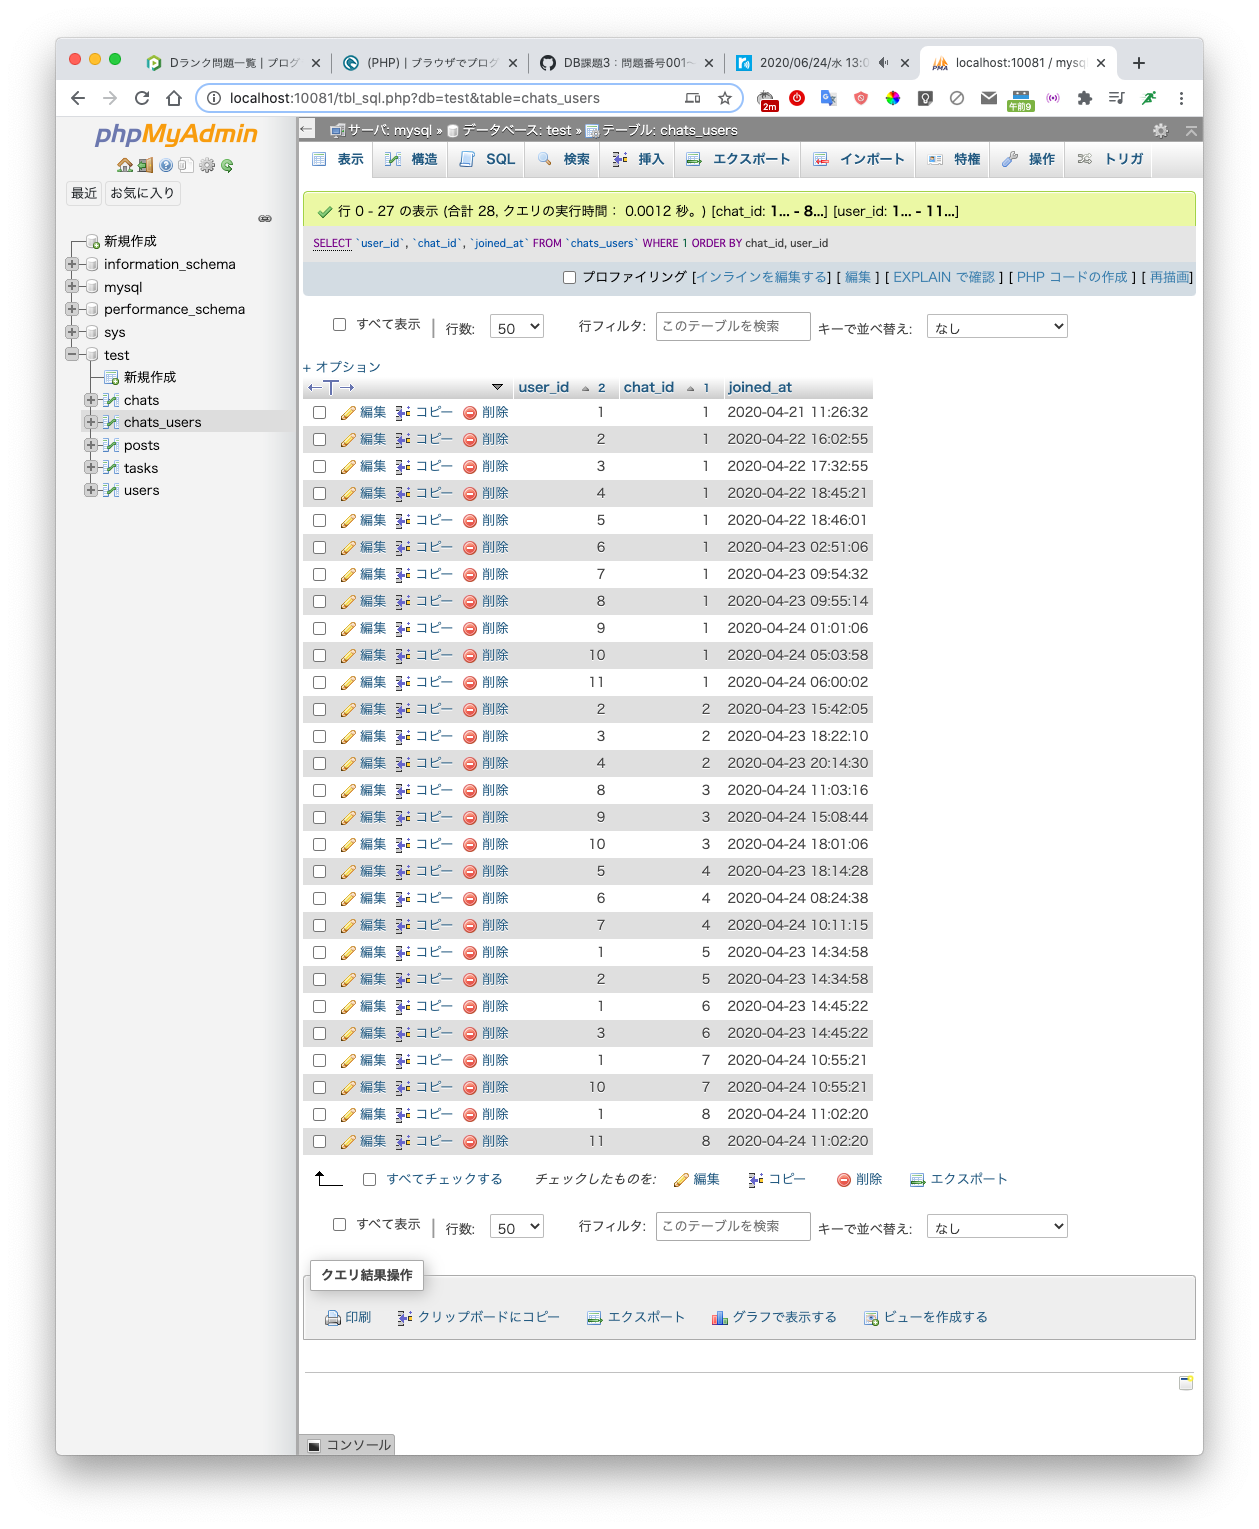 Dランク問題一覧 | プログ
(PHP) | ブラウザでプログ
DB課題3：問題番号001〜
2020/06/24/水 13:0
localhost:10081 / mysq
localhost:10081/tbl_sql.php?db=test&table=chats_users
2m
午前9
phpMyAdmin
最近 お気に入り
新規作成
information_schema
mysql
performance_schema
sys
test
新規作成
chats
chats_users
posts
tasks
users
サーバ: mysql » データベース: test » テーブル: chats_users
表示 構造 SQL 検索 挿入 エクスポート インポート 特権 操作 トリガ
行 0 - 27 の表示 (合計 28, クエリの実行時間： 0.0012 秒。) [chat_id: 1... - 8...] [user_id: 1... - 11...]
SELECT `user_id`, `chat_id`, `joined_at` FROM `chats_users` WHERE 1 ORDER BY chat_id, user_id
プロファイリング [インラインを編集する] [ 編集 ] [ EXPLAIN で確認 ] [ PHP コードの作成 ] [ 再描画]
すべて表示 | 行数: 50 行フィルタ: このテーブルを検索 キーで並べ替え: なし
+ オプション
←T→ user_id 2 chat_id 1 joined_at
編集 コピー 削除 1 1 2020-04-21 11:26:32
編集 コピー 削除 2 1 2020-04-22 16:02:55
編集 コピー 削除 3 1 2020-04-22 17:32:55
編集 コピー 削除 4 1 2020-04-22 18:45:21
編集 コピー 削除 5 1 2020-04-22 18:46:01
編集 コピー 削除 6 1 2020-04-23 02:51:06
編集 コピー 削除 7 1 2020-04-23 09:54:32
編集 コピー 削除 8 1 2020-04-23 09:55:14
編集 コピー 削除 9 1 2020-04-24 01:01:06
編集 コピー 削除 10 1 2020-04-24 05:03:58
編集 コピー 削除 11 1 2020-04-24 06:00:02
編集 コピー 削除 2 2 2020-04-23 15:42:05
編集 コピー 削除 3 2 2020-04-23 18:22:10
編集 コピー 削除 4 2 2020-04-23 20:14:30
編集 コピー 削除 8 3 2020-04-24 11:03:16
編集 コピー 削除 9 3 2020-04-24 15:08:44
編集 コピー 削除 10 3 2020-04-24 18:01:06
編集 コピー 削除 5 4 2020-04-23 18:14:28
編集 コピー 削除 6 4 2020-04-24 08:24:38
編集 コピー 削除 7 4 2020-04-24 10:11:15
編集 コピー 削除 1 5 2020-04-23 14:34:58
編集 コピー 削除 2 5 2020-04-23 14:34:58
編集 コピー 削除 1 6 2020-04-23 14:45:22
編集 コピー 削除 3 6 2020-04-23 14:45:22
編集 コピー 削除 1 7 2020-04-24 10:55:21
編集 コピー 削除 10 7 2020-04-24 10:55:21
編集 コピー 削除 1 8 2020-04-24 11:02:20
編集 コピー 削除 11 8 2020-04-24 11:02:20
すべてチェックする チェックしたものを: 編集 コピー 削除 エクスポート
すべて表示 | 行数: 50 行フィルタ: このテーブルを検索 キーで並べ替え: なし
クエリ結果操作
印刷 クリップボードにコピー エクスポート グラフで表示する ビューを作成する
コンソール